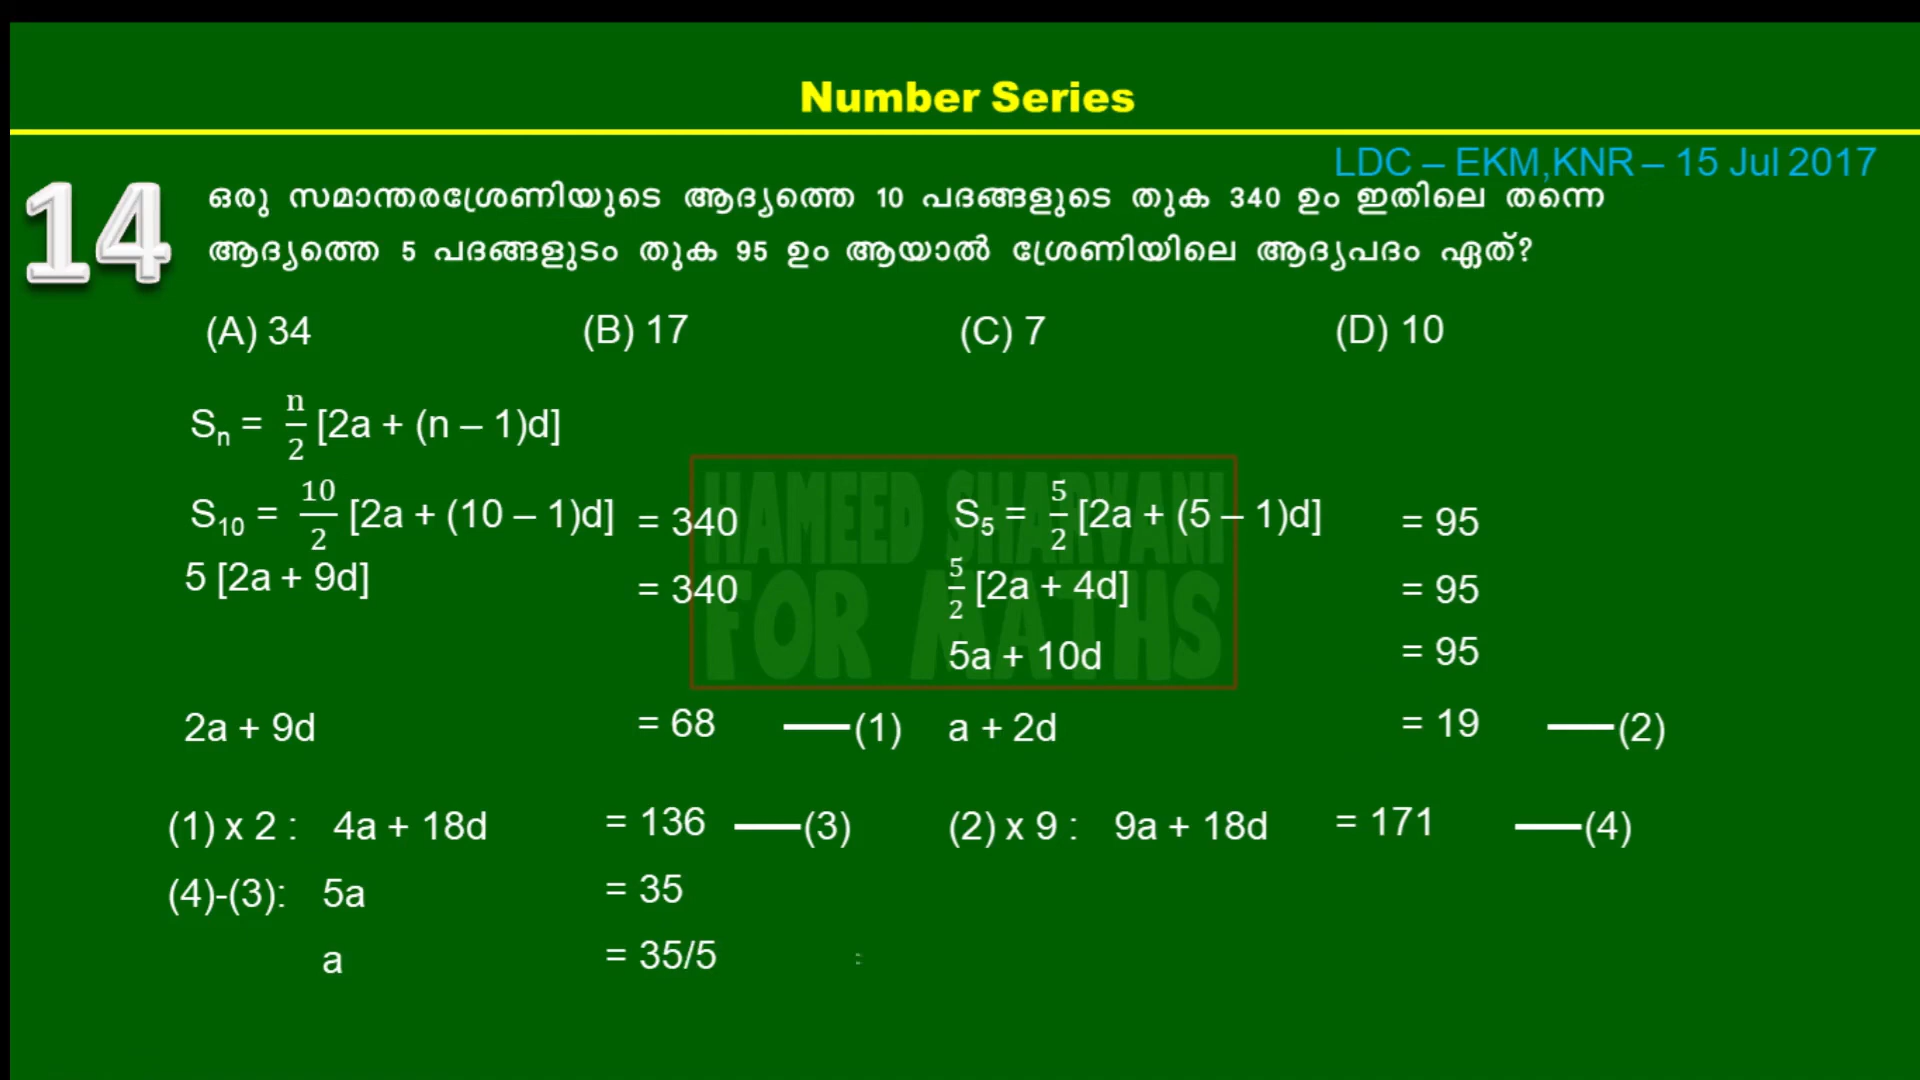 Number Series
LDC – EKM,KNR – 15 Jul 2017
14
ഒരു സമാന്തരശ്രേണിയുടെ ആദ്യത്തെ 10 പദങ്ങളുടെ തുക 340 ഉം ഇതിലെ തന്നെ
ആദ്യത്തെ 5 പദങ്ങളുടം തുക 95 ഉം ആയാൽ ശ്രേണിയിലെ ആദ്യപദം ഏത്?
(A) 34 (B) 17 (C) 7 (D) 10
Sn = n/2 [2a + (n – 1)d]
S10 = 10/2 [2a + (10 – 1)d] = 340 S5 = 5/2 [2a + (5 – 1)d] = 95
5 [2a + 9d] = 340 5/2 [2a + 4d] = 95
5a + 10d = 95
2a + 9d = 68 —(1) a + 2d = 19 —(2)
(1) x 2 : 4a + 18d = 136 —(3) (2) x 9 : 9a + 18d = 171 —(4)
(4)-(3): 5a = 35
a = 35/5
HAMEED SHARVANI
FOR MATHS